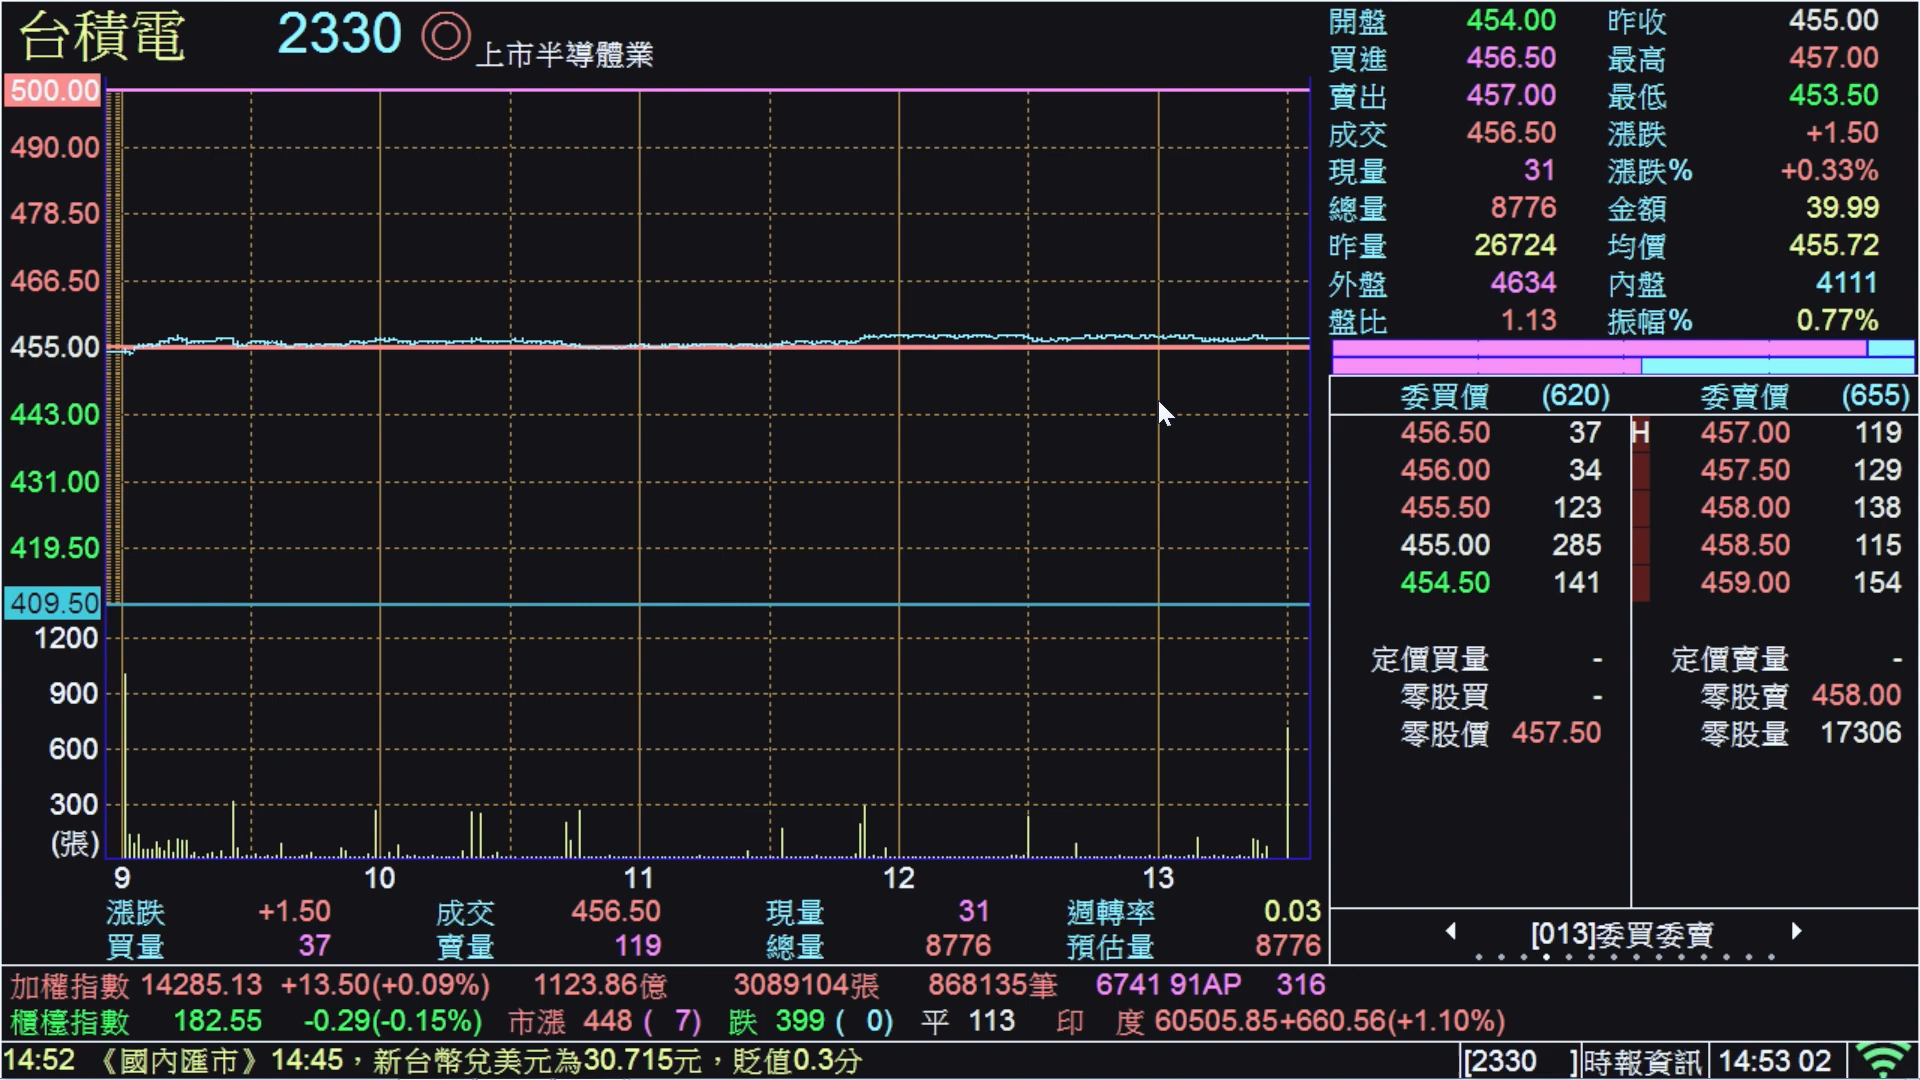 台積電 2330 ◎ 上市半導體業
500.00
490.00
478.50
466.50
455.00
443.00
431.00
419.50
409.50
1200
900
600
300
(張)
9 10 11 12 13
漲跌 +1.50 成交 456.50 現量 31 週轉率 0.03
買量 37 賣量 119 總量 8776 預估量 8776
開盤 454.00 昨收 455.00
買進 456.50 最高 457.00
賣出 457.00 最低 453.50
成交 456.50 漲跌 +1.50
現量 31 漲跌% +0.33%
總量 8776 金額 39.99
昨量 26724 均價 455.72
外盤 4634 內盤 4111
盤比 1.13 振幅% 0.77%
委買價 (620) 委賣價 (655)
456.50 37 H 457.00 119
456.00 34 457.50 129
455.50 123 458.00 138
455.00 285 458.50 115
454.50 141 459.00 154
定價買量 - 定價賣量 -
零股買 - 零股賣 458.00
零股價 457.50 零股量 17306
[013]委買委賣
加權指數 14285.13 +13.50(+0.09%) 1123.86億 3089104張 868135筆 6741 91AP 316
櫃檯指數 182.55 -0.29(-0.15%) 市漲 448 ( 7) 跌 399 ( 0) 平 113 印 度 60505.85+660.56(+1.10%)
14:52 《國內匯市》14:45，新台幣兌美元為30.715元，貶值0.3分 [2330 ] 時報資訊 14:53 02